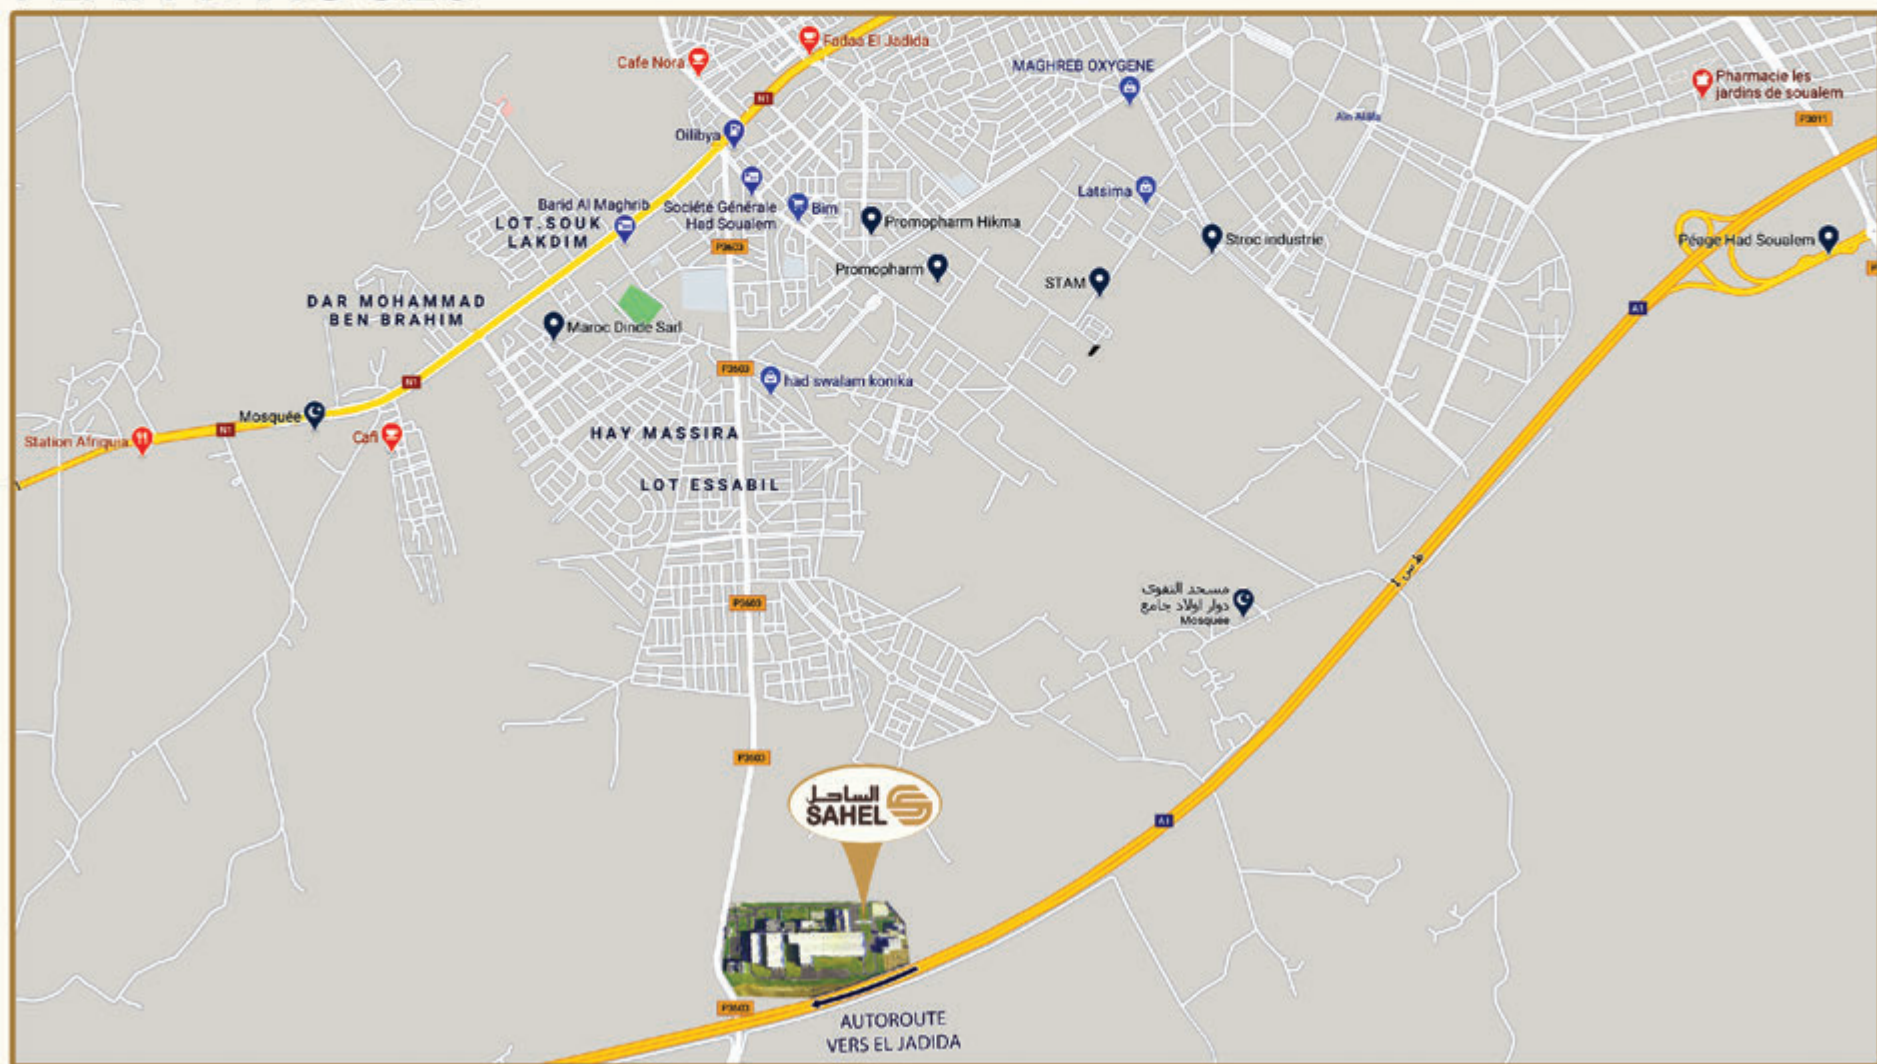 Fadaa El Jadida
Cafe Nora
MAGHREB OXYGENE
Pharmacie les
jardins de soualem
N1
P3011
Oilibya
Latsima
Barid Al Maghrib
Société Générale
Had Soualem
Bim
LOT.SOUK
LAKDIM
Promopharm Hikma
Stroc industrie
Péage Had Soualem
P3603
Promopharm
STAM
DAR MOHAMMAD
BEN BRAHIM
Maroc Dinde Sarl
A1
P3603
had swalam konika
N1
Mosquée
N1
Station Afriquia
Cafi
HAY MASSIRA
LOT ESSABIL
مسجد التقوى
دوار اولاد جامع
Mosquée
P3603
P3603
الساحل
SAHEL
A1
P3603
AUTOROUTE
VERS EL JADIDA